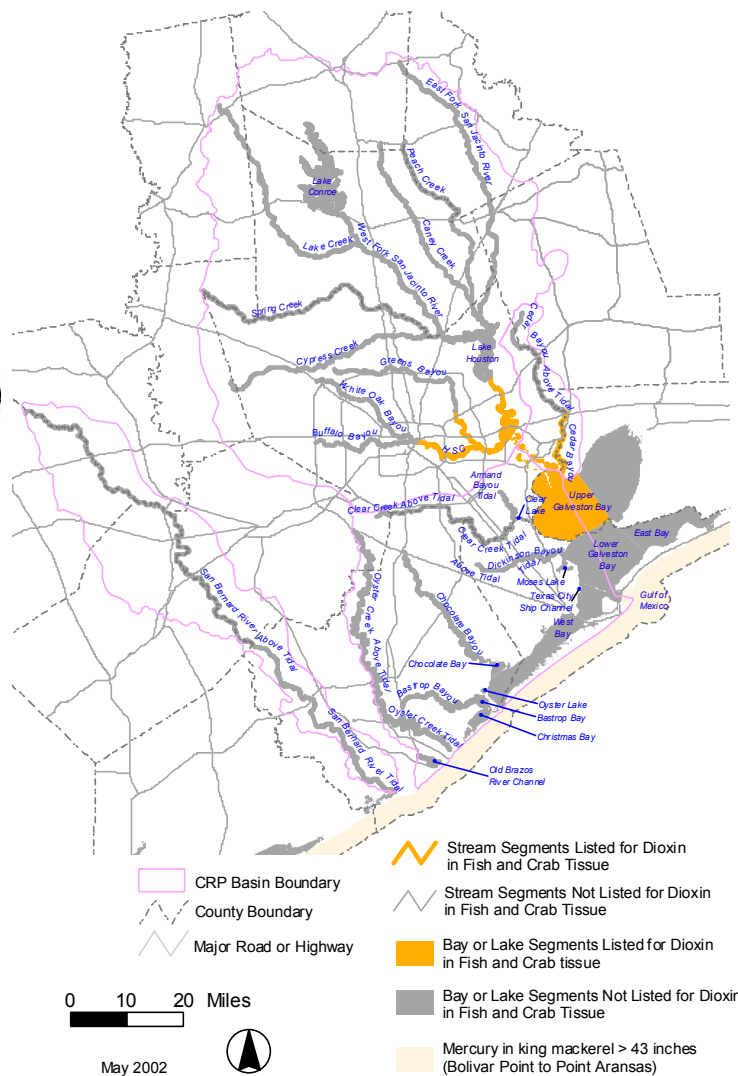 East Fork San Jacinto River
Peach Creek
Lake
Conroe
Caney Creek
West Fork San Jacinto River
Lake Creek
Spring Creek
Cypress Creek
Lake
Houston
Cedar
Bayou Above Tidal
Greens Bayou
White Oak Bayou
Buffalo Bayou
HSC
Cedar Bayou
Armand
Bayou
Tidal
Clear
Lake
Upper
Galveston Bay
Clear Creek Above Tidal
Clear Creek Tidal
East Bay
Lower
Galveston
Bay
Dickinson Bayou
Tidal
Above Tidal
Moses Lake
Texas City
Ship Channel
Gulf of
Mexico
West
Bay
San Bernard River Above Tidal
Oyster Creek Above Tidal
Chocolate Bayou
Chocolate Bay
Bastrop Bayou
Oyster Lake
Bastrop Bay
Oyster Creek Tidal
Christmas Bay
San Bernard River Tidal
Old Brazos
River Channel
CRP Basin Boundary
County Boundary
Major Road or Highway
Stream Segments Listed for Dioxin
in Fish and Crab Tissue
Stream Segments Not Listed for Dioxin
in Fish and Crab Tissue
Bay or Lake Segments Listed for Dioxin
in Fish and Crab tissue
Bay or Lake Segments Not Listed for Dioxin
in Fish and Crab Tissue
Mercury in king mackerel > 43 inches
(Bolivar Point to Point Aransas)
0 10 20 Miles
May 2002